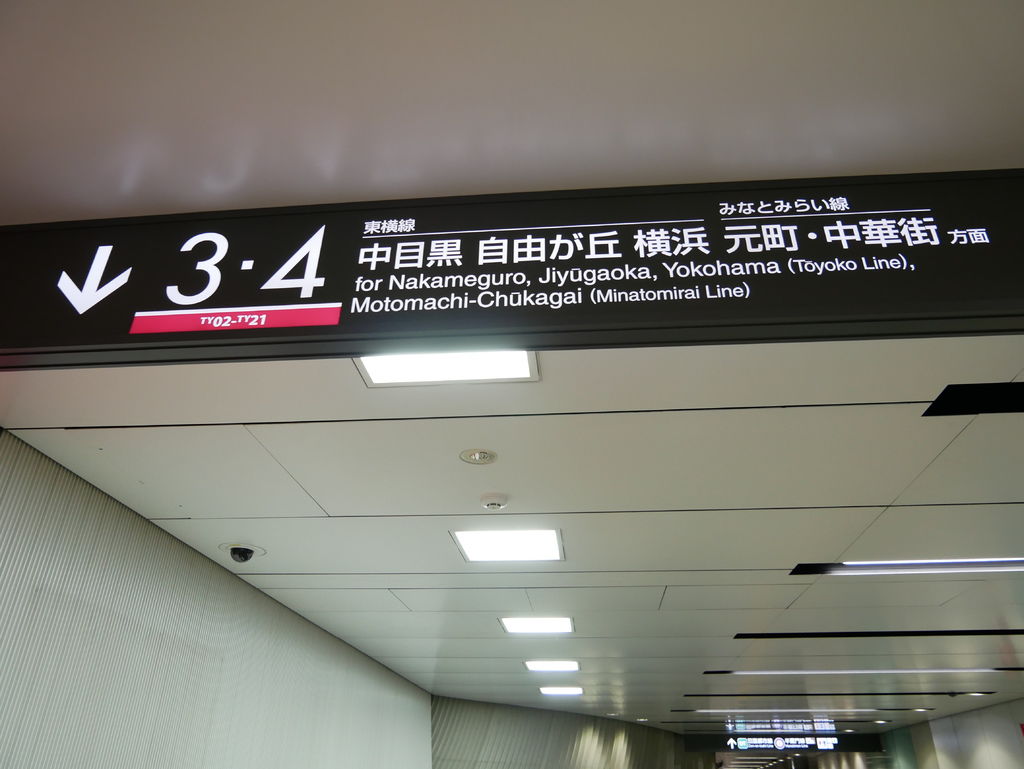 ↓ 3・4
TY02-TY21
東横線
みなとみらい線
中目黒 自由が丘 横浜 元町・中華街 方面
for Nakameguro, Jiyūgaoka, Yokohama (Tōyoko Line),
Motomachi-Chūkagai (Minatomirai Line)